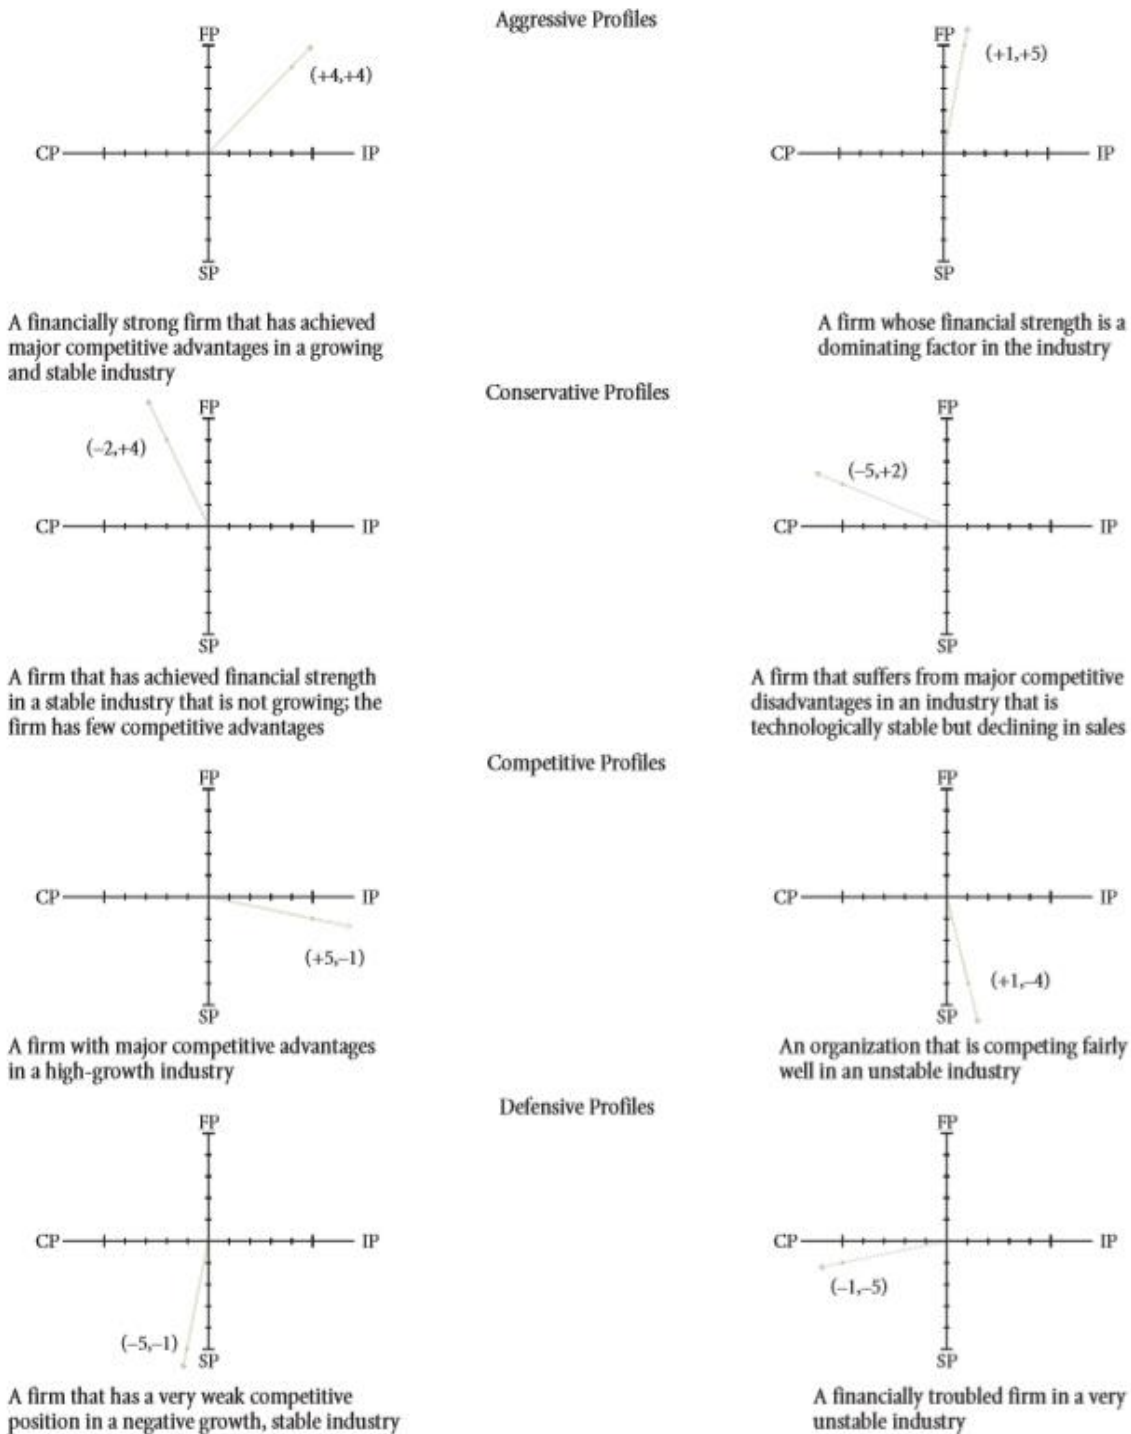 Aggressive Profiles
FP
(+4,+4)
CP
IP
SP
A financially strong firm that has achieved
major competitive advantages in a growing
and stable industry
FP
(+1,+5)
CP
IP
SP
A firm whose financial strength is a
dominating factor in the industry
Conservative Profiles
FP
(–2,+4)
CP
IP
SP
A firm that has achieved financial strength
in a stable industry that is not growing; the
firm has few competitive advantages
FP
(–5,+2)
CP
IP
SP
A firm that suffers from major competitive
disadvantages in an industry that is
technologically stable but declining in sales
Competitive Profiles
FP
CP
IP
(+5,–1)
SP
A firm with major competitive advantages
in a high-growth industry
FP
CP
IP
(+1,–4)
SP
An organization that is competing fairly
well in an unstable industry
Defensive Profiles
FP
CP
IP
(–5,–1)
SP
A firm that has a very weak competitive
position in a negative growth, stable industry
FP
CP
IP
(–1,–5)
SP
A financially troubled firm in a very
unstable industry